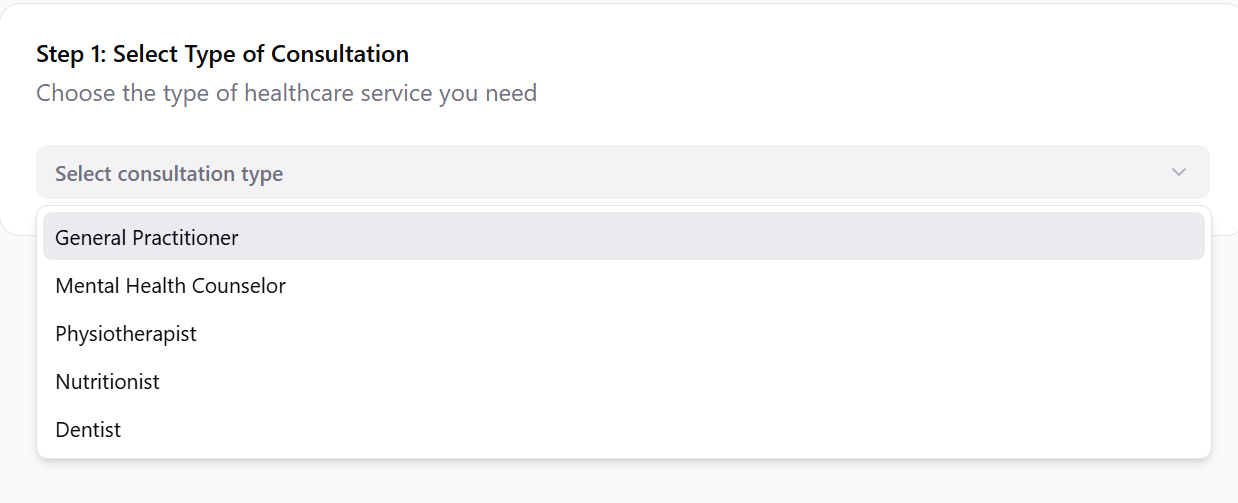 Step 1: Select Type of Consultation
Choose the type of healthcare service you need
Select consultation type
General Practitioner
Mental Health Counselor
Physiotherapist
Nutritionist
Dentist